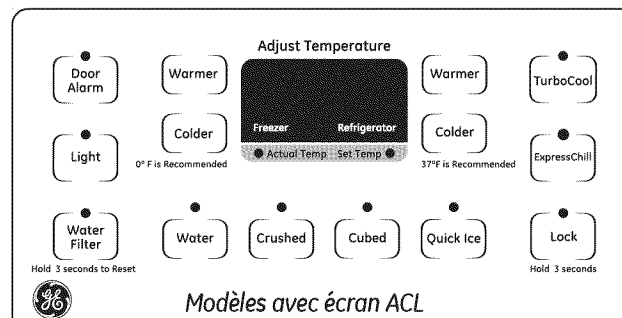 Adjust Temperature
Door
Alarm
Warmer
Warmer
TurboCool
Freezer
Refrigerator
Colder
Colder
Light
0° F is Recommended
Actual Temp
Set Temp
37°F is Recommended
ExpressChill
Water
Filter
Water
Crushed
Cubed
Quick Ice
Lock
Hold 3 seconds to Reset
Hold 3 seconds
GE
Modèles avec écran ACL